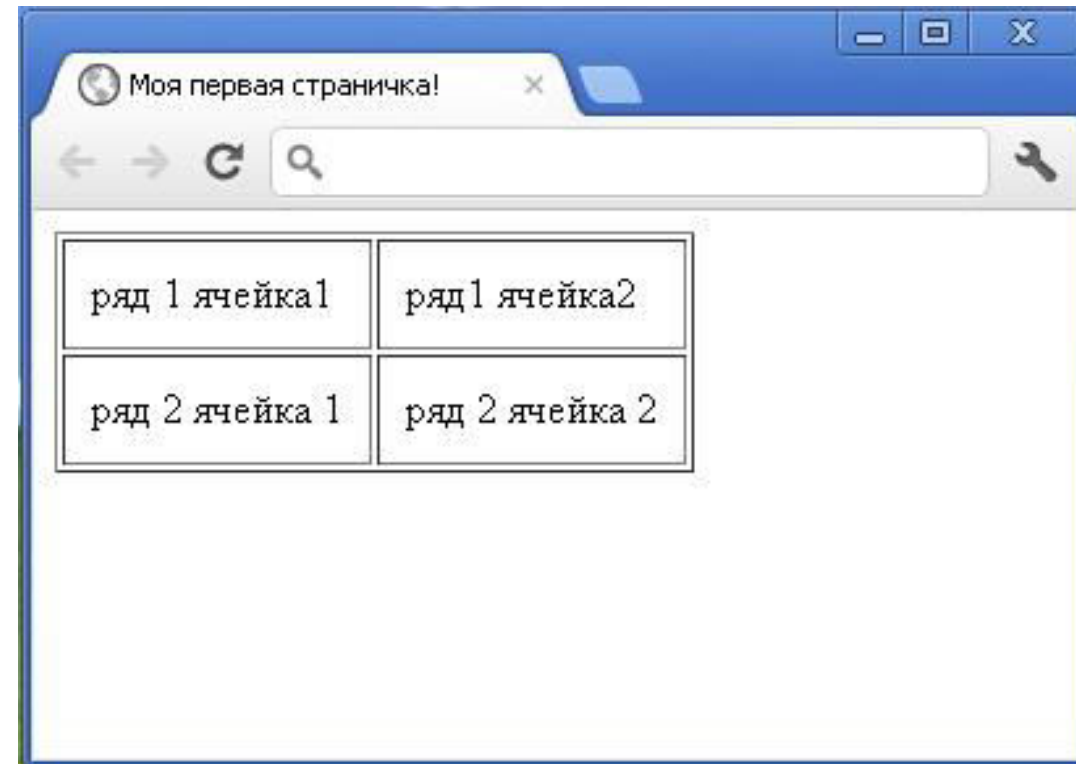 Моя первая страничка!
ряд 1 ячейка1 ряд1 ячейка2
ряд 2 ячейка 1 ряд 2 ячейка 2